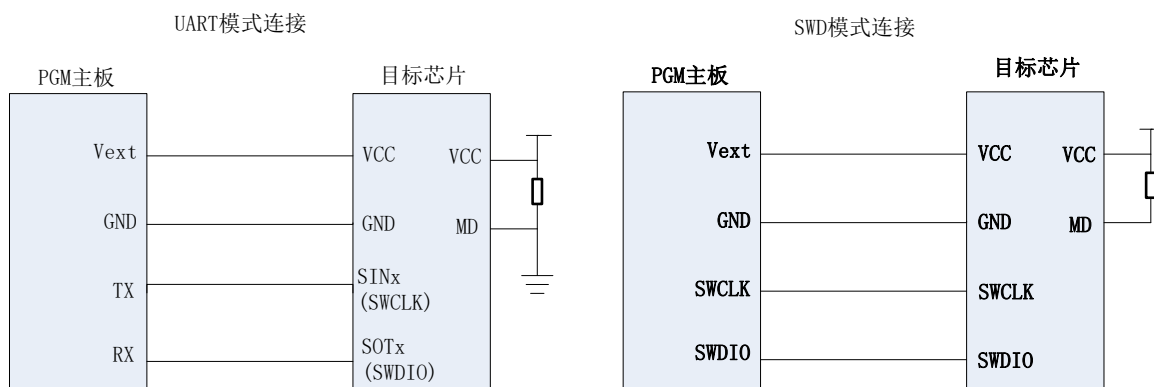 UART模式连接
PGM主板
目标芯片
Vext
VCC
VCC
GND
GND
MD
TX
SINx
(SWCLK)
RX
SOTx
(SWDIO)
SWD模式连接
PGM主板
目标芯片
Vext
VCC
VCC
GND
GND
MD
SWCLK
SWCLK
SWDIO
SWDIO